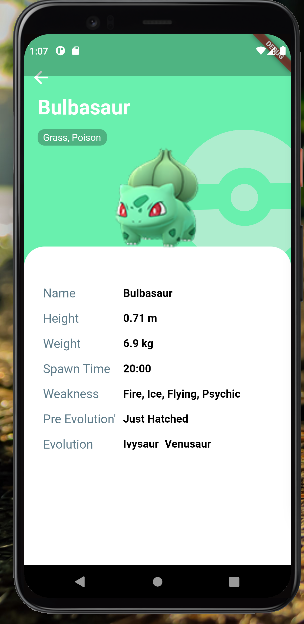 1:07
DEBUG
Bulbasaur
Grass, Poison
Name Bulbasaur
Height 0.71 m
Weight 6.9 kg
Spawn Time 20:00
Weakness Fire, Ice, Flying, Psychic
Pre Evolution' Just Hatched
Evolution Ivysaur Venusaur